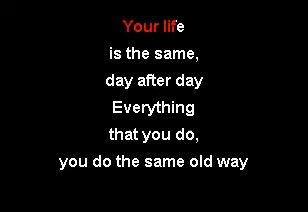 Your life
is the same,
day after day
Everything
that you do,
you do the same old way